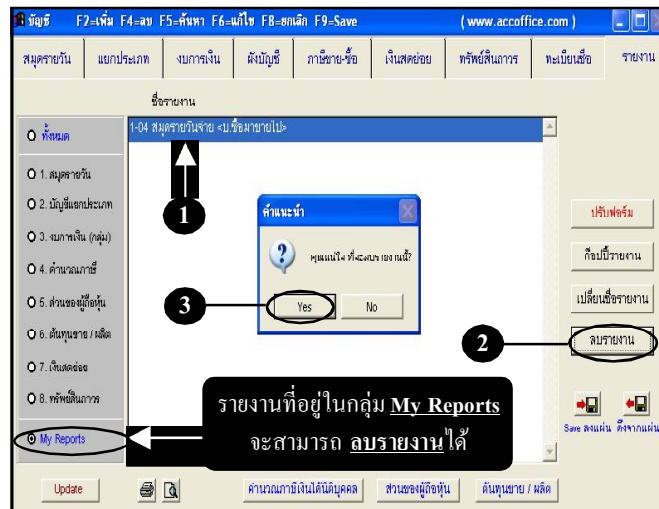 บัญชี F2=เพิ่ม F4=ลบ F5=ค้นหา F6=แก้ไข F8=ยกเลิก F9=Save ( www.accoffice.com )
สมุดรายวัน แยกประเภท งบการเงิน ผังบัญชี ภาษีขาย-ซื้อ เงินสดย่อย ทรัพย์สินถาวร ทะเบียนชื่อ รายงาน
ชื่อรายงาน
ทั้งหมด
1-04 สมุดรายวันจ่าย <บ.ซื้อมาขายไป>
1. สมุดรายวัน
2. บัญชีแยกประเภท
3. งบการเงิน (กลุ่ม)
4. คำนวณภาษี
5. ส่วนของผู้ถือหุ้น
6. ต้นทุนขาย / ผลิต
7. เงินสดย่อย
8. ทรัพย์สินถาวร
My Reports
1
คำแนะนำ
คุณแน่ใจ ที่จะลบรายงานนี้?
Yes No
3
2
ปรับฟอร์ม
ก็อปปี้รายงาน
เปลี่ยนชื่อรายงาน
ลบรายงาน
Save ลงแผ่น ดึงจากแผ่น
รายงานที่อยู่ในกลุ่ม My Reports
จะสามารถ ลบรายงานได้
Update คำนวณภาษีเงินได้นิติบุคคล ส่วนของผู้ถือหุ้น ต้นทุนขาย / ผลิต